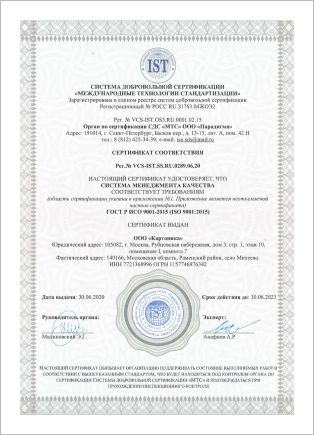 IST
СИСТЕМА ДОБРОВОЛЬНОЙ СЕРТИФИКАЦИИ
«МЕЖДУНАРОДНЫЕ ТЕХНОЛОГИИ СТАНДАРТИЗАЦИИ»
Зарегистрирована в едином реестре систем добровольной сертификации
Регистрационный № РОСС RU.31763.04ЖОЗ0
Рег. № VCS-IST.OS3.RU.0001.02.15
Орган по сертификации СДС «МТС» ООО «Парадигма»
Адрес: 191014, г. Санкт-Петербург, Басков пер., д. 13-15, лит. А, пом. 42 Н
тел.: 8 (812) 425-34-39; e-mail:
СЕРТИФИКАТ СООТВЕТСТВИЯ
Рег.№ VCS-IST.SS.RU.0289.06.20
НАСТОЯЩИЙ СЕРТИФИКАТ УДОСТОВЕРЯЕТ, ЧТО
СИСТЕМА МЕНЕДЖМЕНТА КАЧЕСТВА
СООТВЕТСТВУЕТ ТРЕБОВАНИЯМ
(область сертификации указана в приложении №1. Приложение является неотъемлемой
частью сертификата)
ГОСТ Р ИСО 9001-2015 (ISO 9001:2015)
СЕРТИФИКАТ ВЫДАН
ООО
Юридический адрес: 105082, г. Москва, Рубцовская набережная, дом 3, стр. 1, этаж 10,
помещение I, комната 7
Фактический адрес: 140166, Московская область, Раменский район, село Михеево.
ИНН 7721368996 ОГРН 1157746976342
Дата выдачи: 30.06.2020 Срок действия до: 30.06.2023
Руководитель органа: Эксперт:
Малиновский Э.Г. Анафиев А.Р.
НАСТОЯЩИЙ СЕРТИФИКАТ ОБЯЗЫВАЕТ ОРГАНИЗАЦИЮ ПОДДЕРЖИВАТЬ СОСТОЯНИЕ ВЫПОЛНЯЕМЫХ РАБОТ В
СООТВЕТСТВИИ С ВЫШЕУКАЗАННЫМ СТАНДАРТОМ, ЧТО БУДЕТ НАХОДИТЬСЯ ПОД КОНТРОЛЕМ ОРГАНА ПО
СЕРТИФИКАЦИИ СИСТЕМЫ ДОБРОВОЛЬНОЙ СЕРТИФИКАЦИИ «МТС» И ПОДТВЕРЖДАТЬСЯ ПРИ
ПРОХОЖДЕНИИ ИНСПЕКЦИОННОГО КОНТРОЛЯ